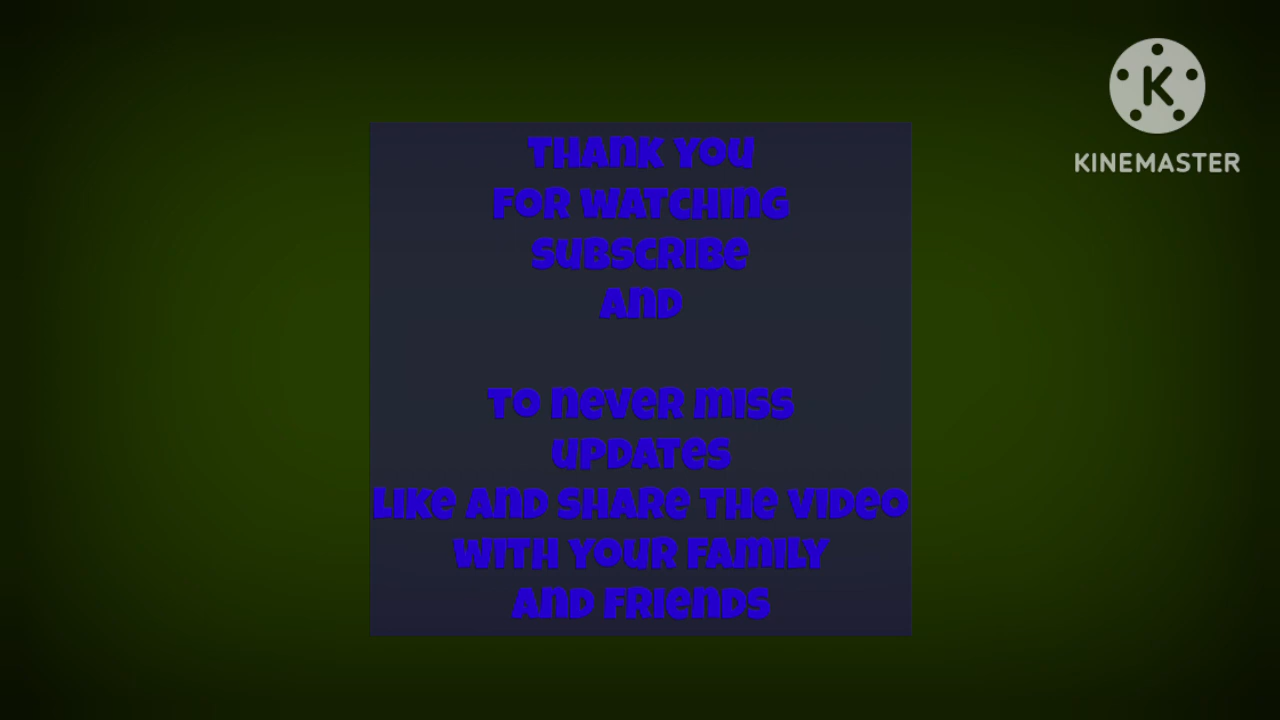 THANK YOU
FOR WATCHING
SUBSCRIBE
AND
TO NEVER MISS
UPDATES
LIKE AND SHARE THE VIDEO
WITH YOUR FAMILY
AND FRIENDS
K
KINEMASTER